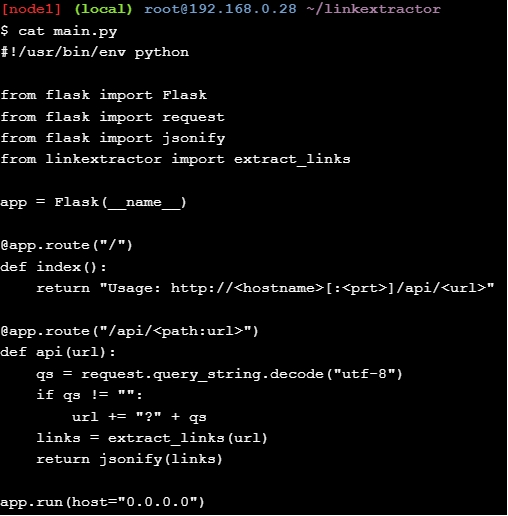 [node1] (local) root@192.168.0.28 ~/linkextractor
$ cat main.py
#!/usr/bin/env python
from flask import Flask
from flask import request
from flask import jsonify
from linkextractor import extract_links
app = Flask(__name__)
@app.route("/")
def index():
    return "Usage: http://<hostname>[:<prt>]/api/<url>"
@app.route("/api/<path:url>")
def api(url):
    qs = request.query_string.decode("utf-8")
    if qs != "":
        url += "?" + qs
    links = extract_links(url)
    return jsonify(links)
app.run(host="0.0.0.0")